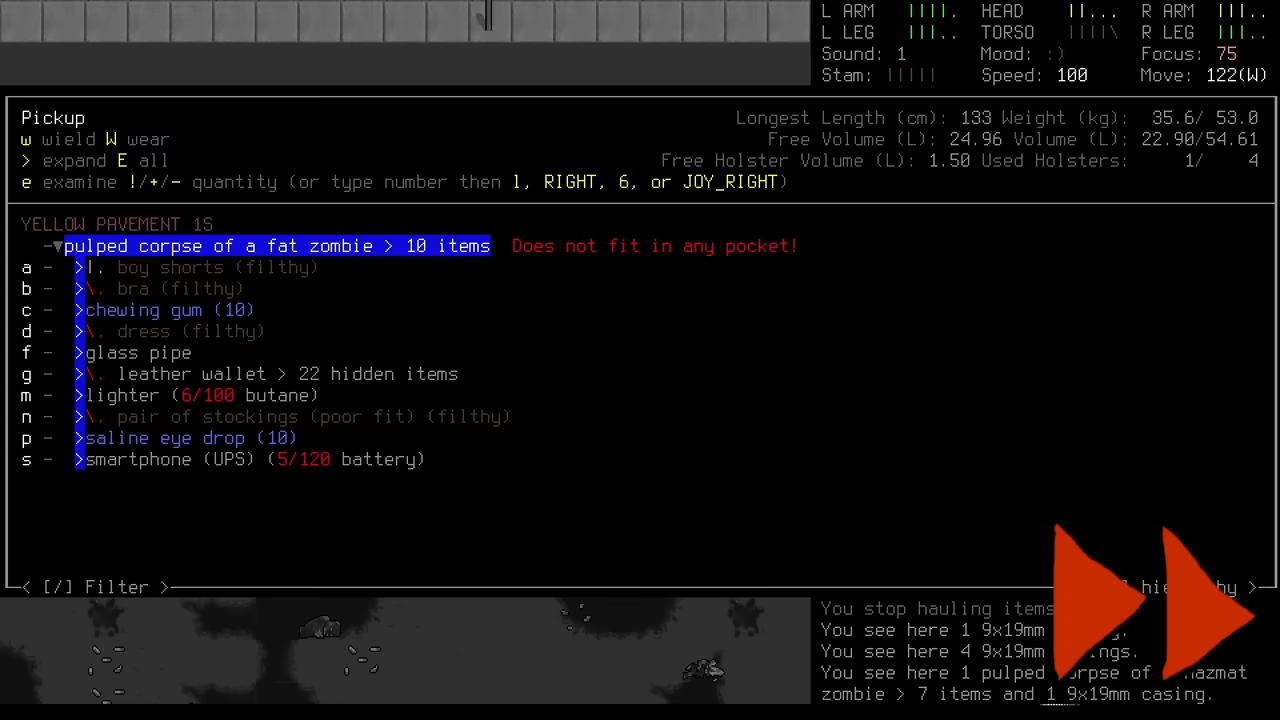 L ARM ||||. HEAD ||... R ARM |||..
L LEG |||.. TORSO ||||\ R LEG |||..
Sound: 1 Mood: :) Focus: 75
Stam: ||||| Speed: 100 Move: 122(W)
Pickup Longest Length (cm): 133 Weight (kg): 35.6/ 53.0
w wield W wear Free Volume (L): 24.96 Volume (L): 22.90/54.61
> expand E all Free Holster Volume (L): 1.50 Used Holsters: 1/ 4
e examine !/+/- quantity (or type number then l, RIGHT, 6, or JOY_RIGHT)
YELLOW PAVEMENT 1S
-▼pulped corpse of a fat zombie > 10 items Does not fit in any pocket!
a - >|. boy shorts (filthy)
b - >\. bra (filthy)
c - >chewing gum (10)
d - >\. dress (filthy)
f - >glass pipe
g - >\. leather wallet > 22 hidden items
m - >lighter (6/100 butane)
n - >\. pair of stockings (poor fit) (filthy)
p - >saline eye drop (10)
s - >smartphone (UPS) (5/120 battery)
< [/] Filter >
You stop hauling items
You see here 1 9x19mm
You see here 4 9x19mm
You see here 1 pulped corpse of
zombie > 7 items and 1 9x19mm casing.